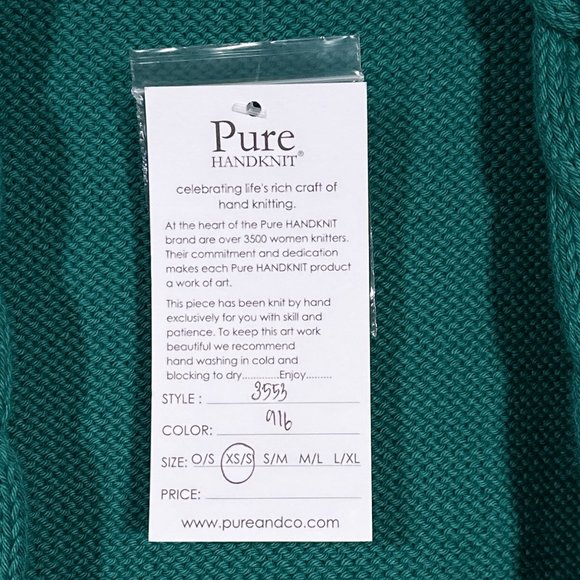 Pure
HANDKNIT®
celebrating life's rich craft of
hand knitting.
At the heart of the Pure HANDKNiT
brand are over 3500 women knitters.
Their commitment and dedication
makes each Pure HANDKNIT product
a work of art.
This piece has been knit by hand
exclusively for you with skill and
patience. To keep this art work
beautiful we recommend
hand washing in cold and
blocking to dry.............Enjoy.........
STYLE : 3553
COLOR: 916
SIZE: O/S XS/S S/M M/L L/XL
PRICE:
www.pureandco.com